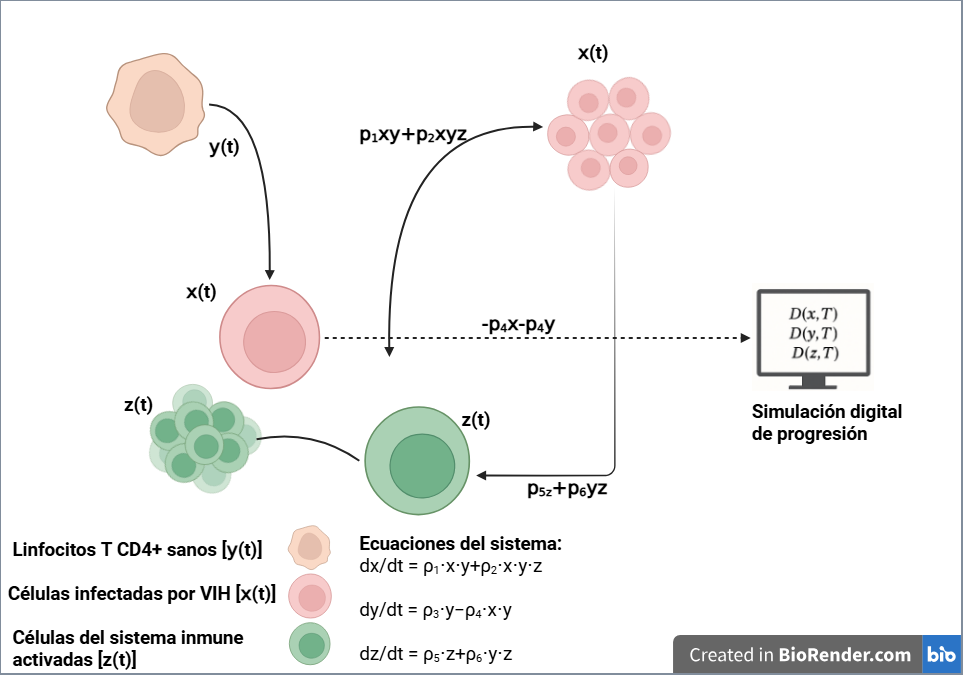 x(t)
y(t)
p₁xy+p₂xyz
x(t)
-p₄x-p₄y
D(x,T)
D(y,T)
D(z,T)
Simulación digital
de progresión
z(t)
z(t)
p₅z+p₆yz
Linfocitos T CD4+ sanos [y(t)]
Células infectadas por VIH [x(t)]
Células del sistema inmune
activadas [z(t)]
Ecuaciones del sistema:
dx/dt = ρ₁·x·y+ρ₂·x·y·z
dy/dt = ρ₃·y−ρ₄·x·y
dz/dt = ρ₅·z+ρ₆·y·z
Created in BioRender.com bio